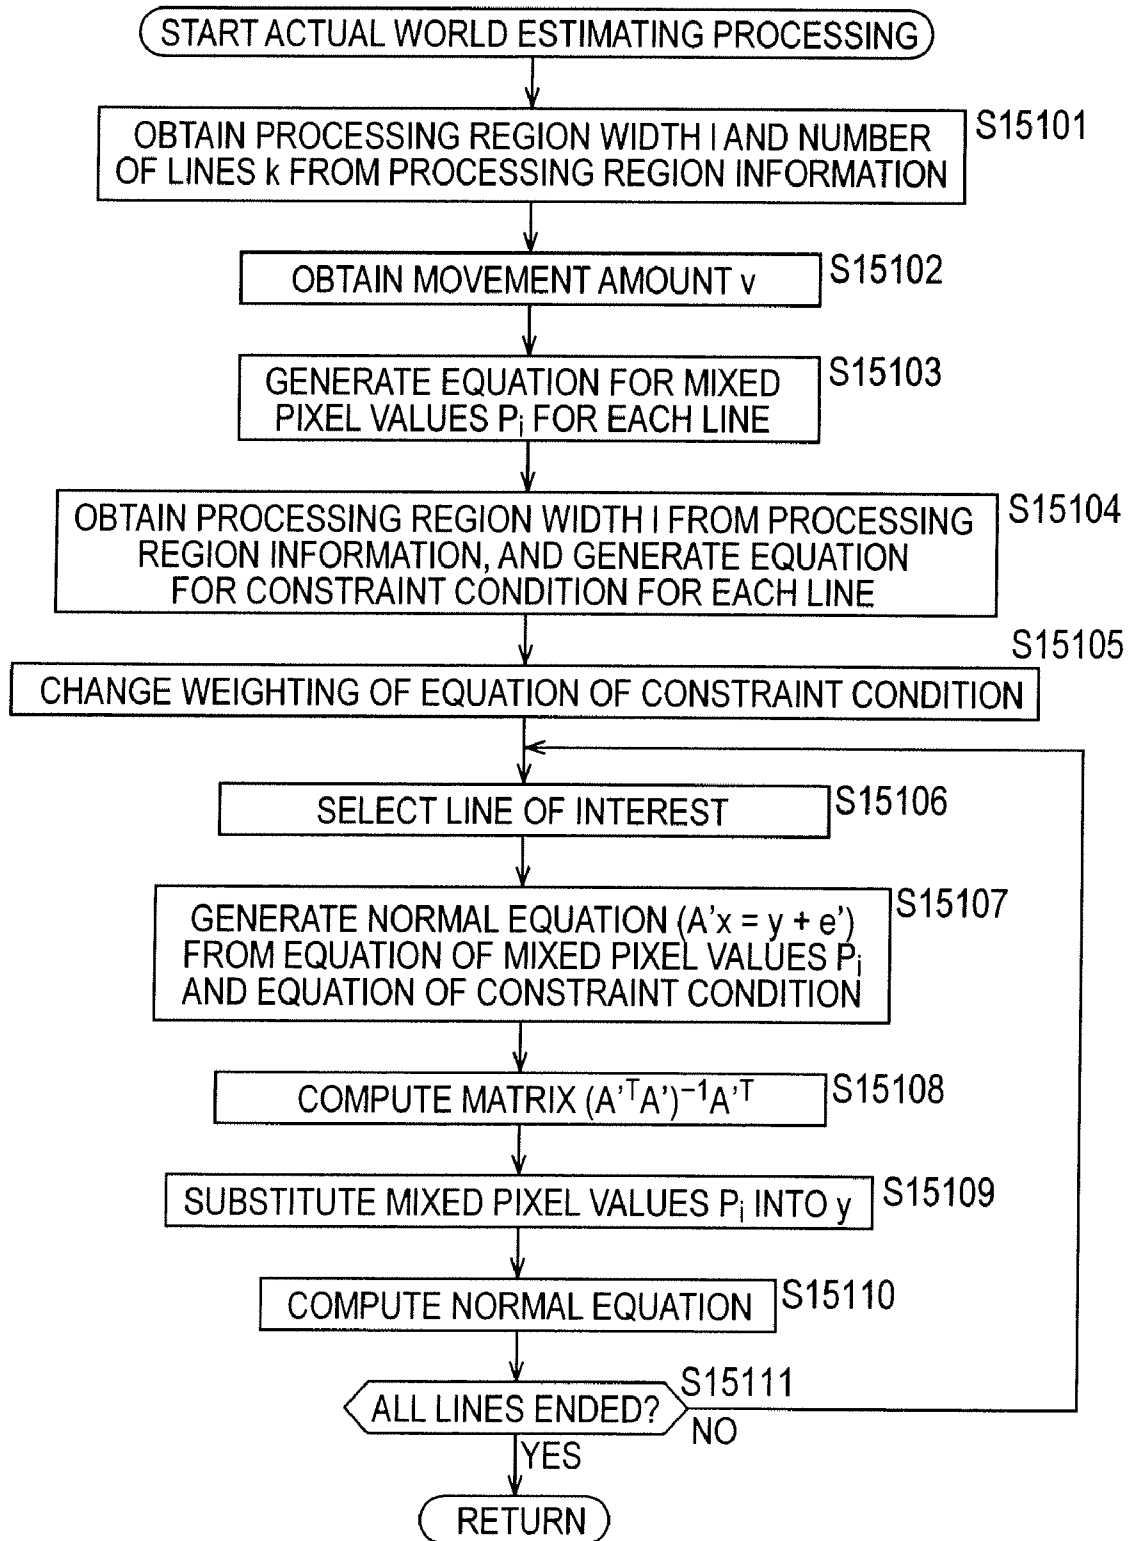 START ACTUAL WORLD ESTIMATING PROCESSING
OBTAIN PROCESSING REGION WIDTH l AND NUMBER
OF LINES k FROM PROCESSING REGION INFORMATION
S15101
OBTAIN MOVEMENT AMOUNT v
S15102
GENERATE EQUATION FOR MIXED
PIXEL VALUES Pj FOR EACH LINE
S15103
OBTAIN PROCESSING REGION WIDTH l FROM PROCESSING
REGION INFORMATION, AND GENERATE EQUATION
FOR CONSTRAINT CONDITION FOR EACH LINE
S15104
S15105
CHANGE WEIGHTING OF EQUATION OF CONSTRAINT CONDITION
SELECT LINE OF INTEREST
S15106
GENERATE NORMAL EQUATION (A'x = y + e')
FROM EQUATION OF MIXED PIXEL VALUES Pj
AND EQUATION OF CONSTRAINT CONDITION
S15107
COMPUTE MATRIX (A'ᵀA')⁻¹A'ᵀ
S15108
SUBSTITUTE MIXED PIXEL VALUES Pj INTO y
S15109
COMPUTE NORMAL EQUATION
S15110
ALL LINES ENDED?
S15111
NO
YES
RETURN